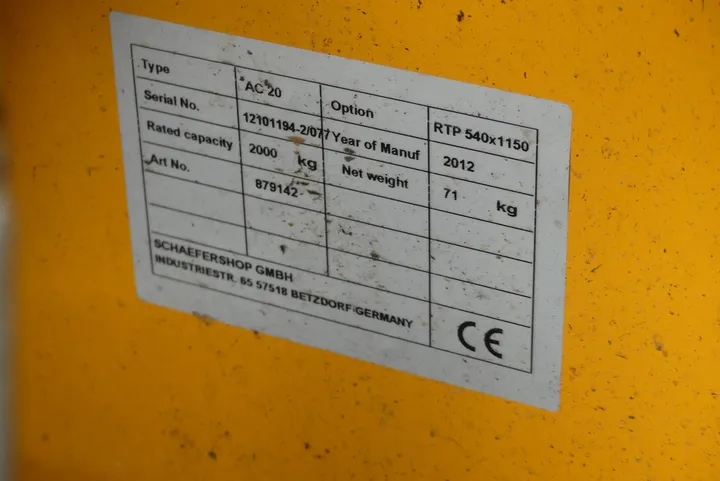 Type AC 20 Option RTP 540x1150
Serial No. 12101194-2/077 Year of Manuf 2012
Rated capacity 2000 kg Net weight 71 kg
Art No. 879142-
SCHAEFERSHOP GMBH
INDUSTRIESTR. 65 57518 BETZDORF-GERMANY
CE